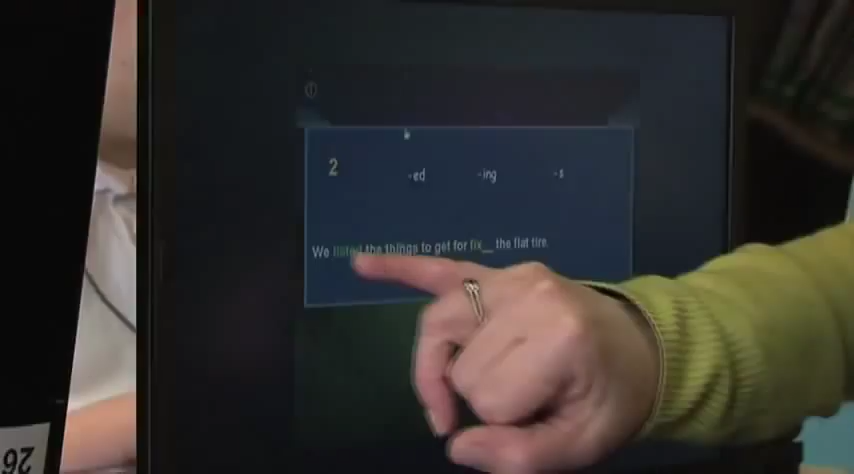 2
-ed -ing -s
We listed the things to get for fix__ the flat tire.
26